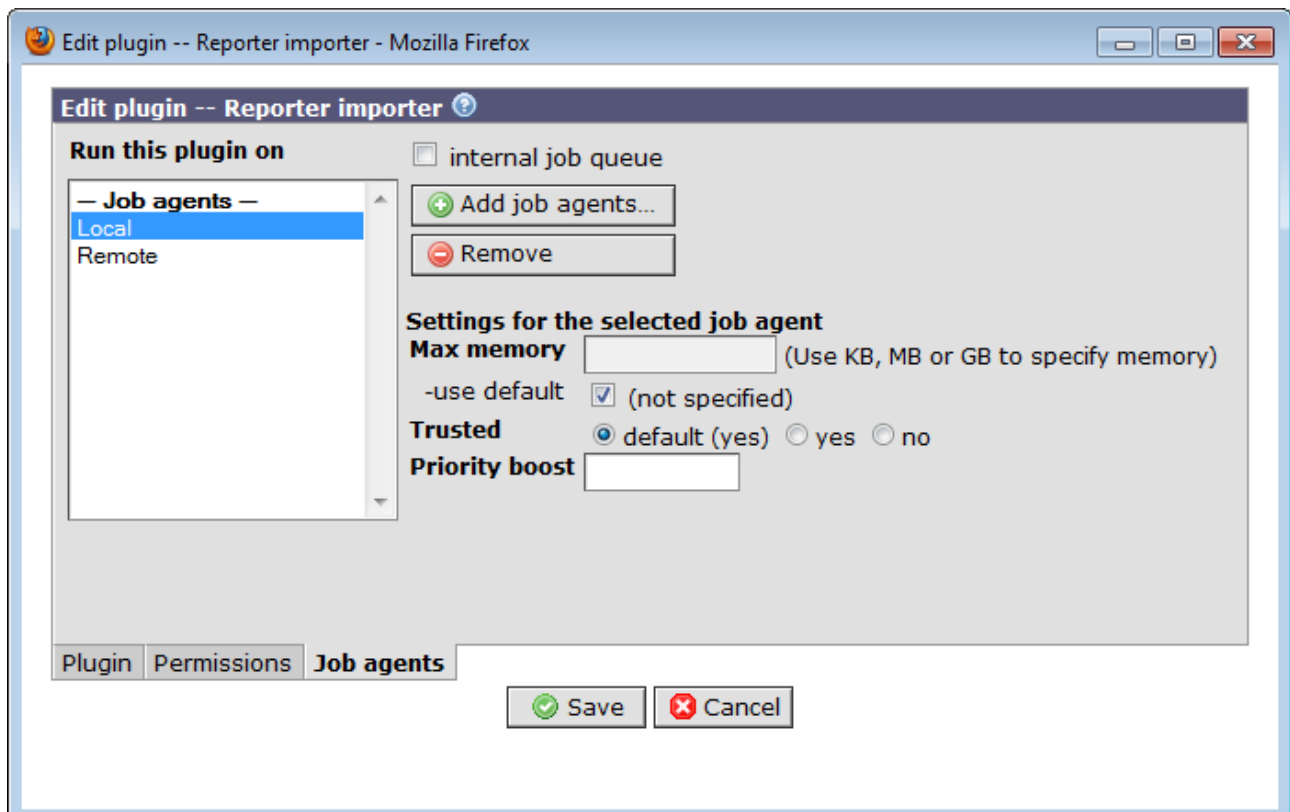 Edit plugin -- Reporter importer - Mozilla Firefox
Edit plugin -- Reporter importer ?
Run this plugin on
internal job queue
— Job agents —
Local
Remote
Add job agents...
Remove
Settings for the selected job agent
Max memory (Use KB, MB or GB to specify memory)
-use default (not specified)
Trusted default (yes) yes no
Priority boost
Plugin Permissions Job agents
Save Cancel